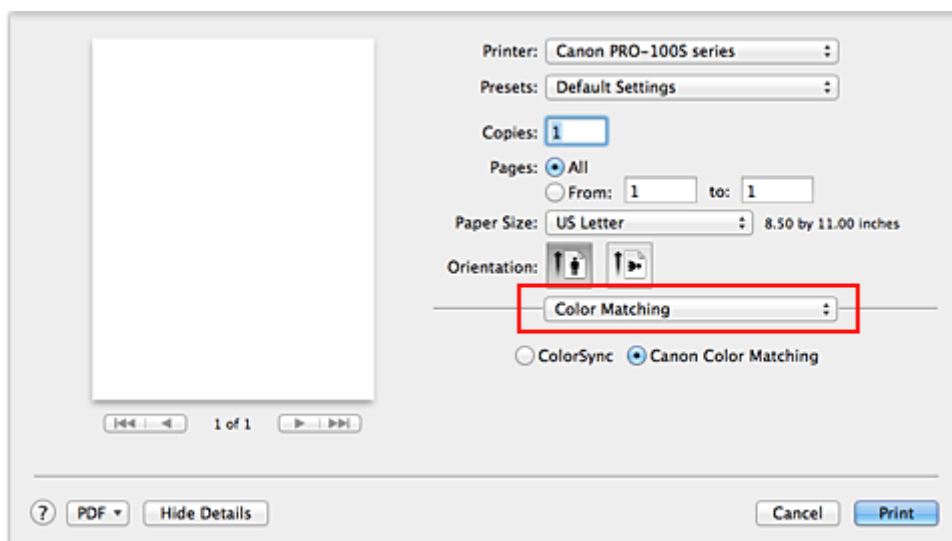 Printer: Canon PRO-100S series
Presets: Default Settings
Copies: 1
Pages: All
From: 1 to: 1
Paper Size: US Letter 8.50 by 11.00 inches
Orientation:
Color Matching
ColorSync Canon Color Matching
1 of 1
? PDF Hide Details Cancel Print